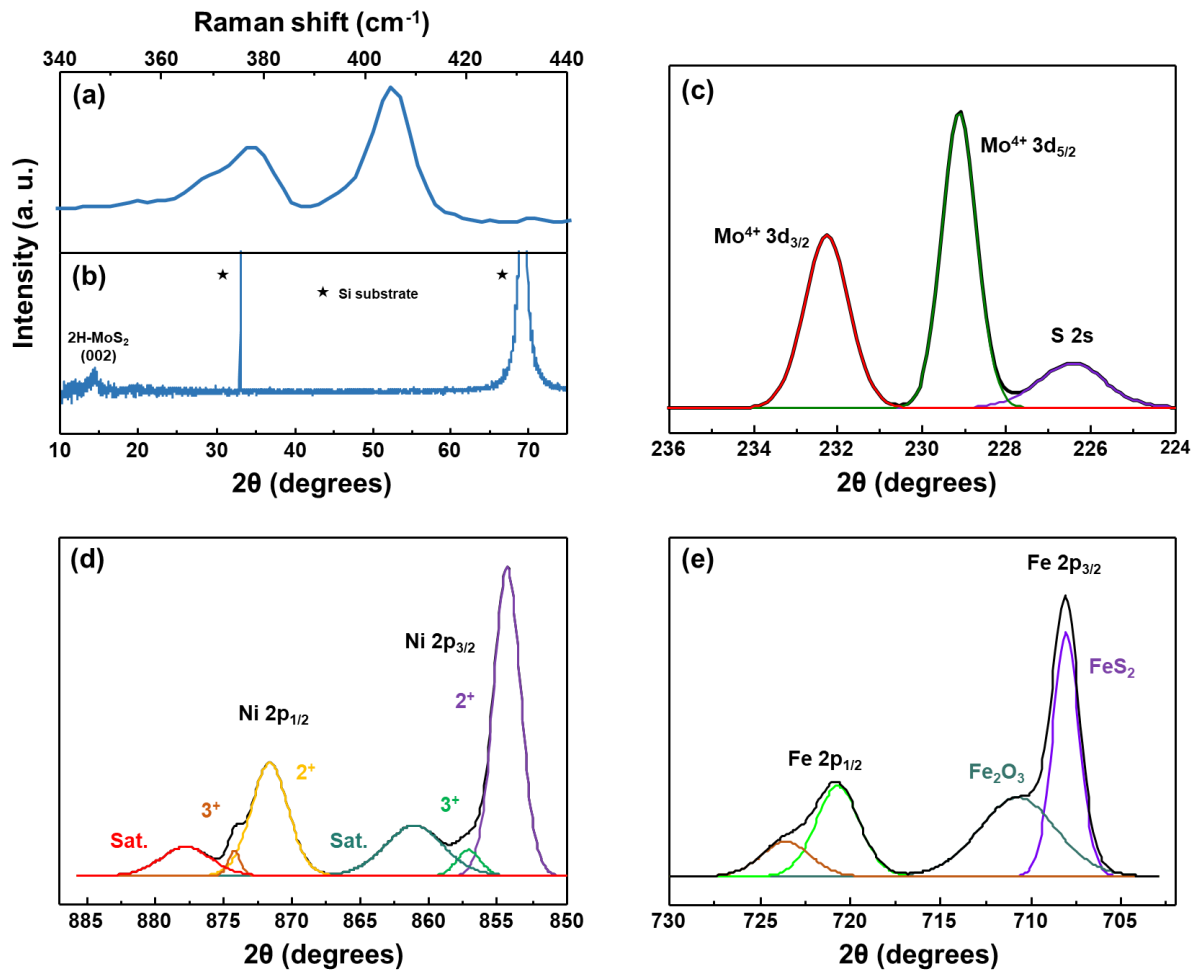 Raman shift (cm⁻¹)
340 360 380 400 420 440
(a)
Intensity (a. u.)
(b)
★ ★
★ Si substrate
2H-MoS₂
(002)
10 20 30 40 50 60 70
2θ (degrees)
(c)
Mo⁴⁺ 3d₅/₂
Mo⁴⁺ 3d₃/₂
S 2s
236 234 232 230 228 226 224
2θ (degrees)
(d)
Ni 2p₃/₂
2⁺
Ni 2p₁/₂
2⁺
3⁺
3⁺
Sat.
Sat.
885 880 875 870 865 860 855 850
2θ (degrees)
(e)
Fe 2p₃/₂
FeS₂
Fe 2p₁/₂
Fe₂O₃
730 725 720 715 710 705
2θ (degrees)